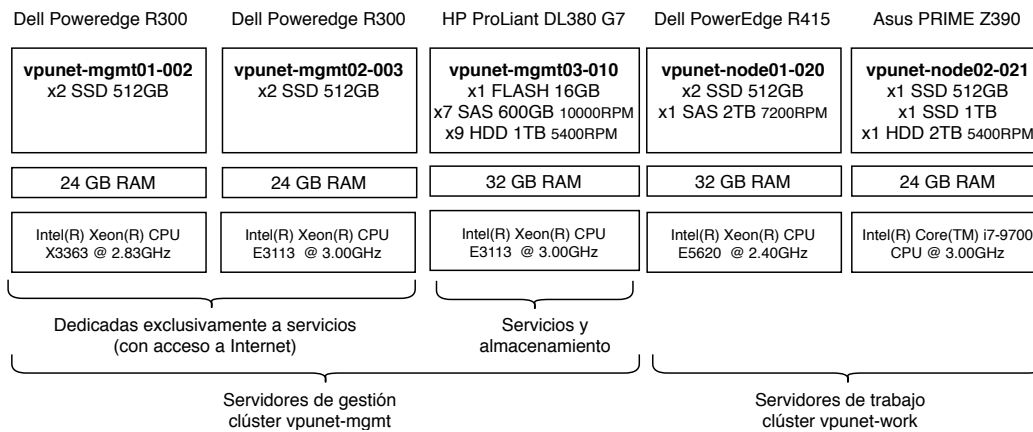 Dell Poweredge R300
Dell Poweredge R300
HP ProLiant DL380 G7
Dell PowerEdge R415
Asus PRIME Z390
vpunet-mgmt01-002
x2 SSD 512GB
vpunet-mgmt02-003
x2 SSD 512GB
vpunet-mgmt03-010
x1 FLASH 16GB
x7 SAS 600GB 10000RPM
x9 HDD 1TB 5400RPM
vpunet-node01-020
x2 SSD 512GB
x1 SAS 2TB 7200RPM
vpunet-node02-021
x1 SSD 512GB
x1 SSD 1TB
x1 HDD 2TB 5400RPM
24 GB RAM
24 GB RAM
32 GB RAM
32 GB RAM
24 GB RAM
Intel(R) Xeon(R) CPU
X3363 @ 2.83GHz
Intel(R) Xeon(R) CPU
E3113 @ 3.00GHz
Intel(R) Xeon(R) CPU
E3113 @ 3.00GHz
Intel(R) Xeon(R) CPU
E5620 @ 2.40GHz
Intel(R) Core(TM) i7-9700
CPU @ 3.00GHz
Dedicadas exclusivamente a servicios
(con acceso a Internet)
Servicios y
almacenamiento
Servidores de gestión
clúster vpunet-mgmt
Servidores de trabajo
clúster vpunet-work